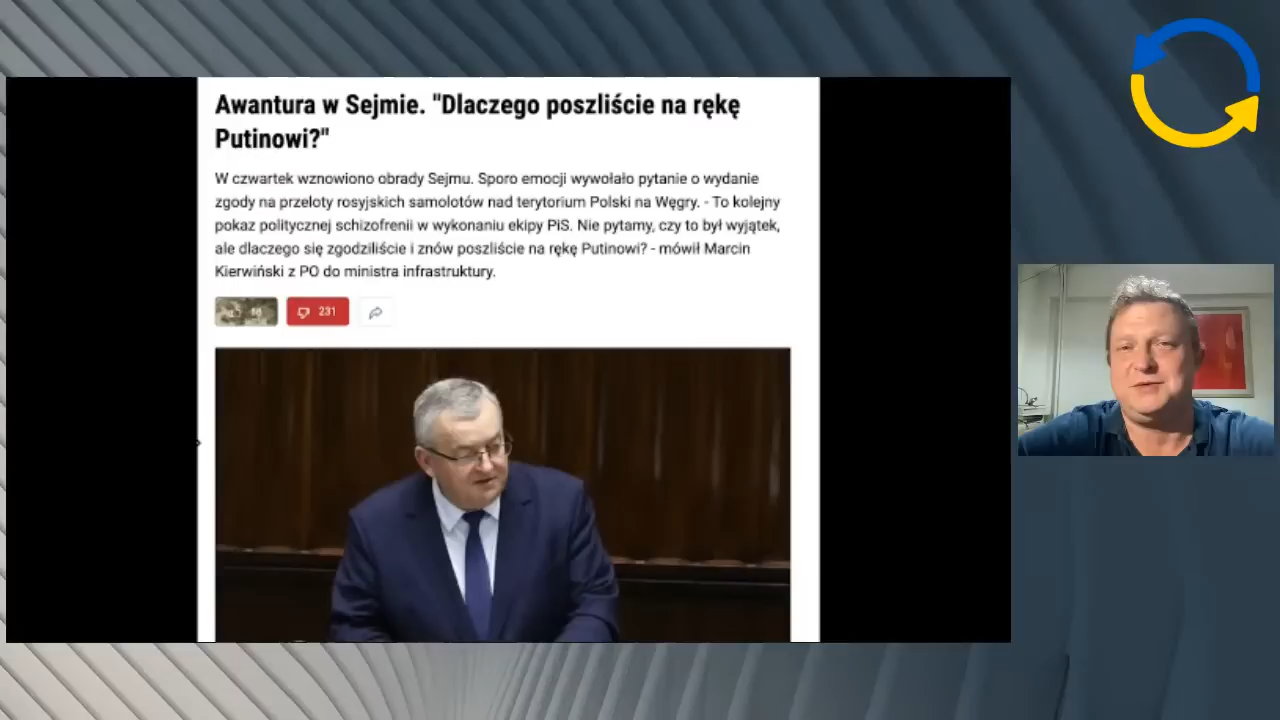 Awantura w Sejmie. "Dlaczego poszliście na rękę
Putinowi?"
W czwartek wznowiono obrady Sejmu. Sporo emocji wywołało pytanie o wydanie
zgody na przeloty rosyjskich samolotów nad terytorium Polski na Węgry. - To kolejny
pokaz politycznej schizofrenii w wykonaniu ekipy PiS. Nie pytamy, czy to był wyjątek,
ale dlaczego się zgodziliście i znów poszliście na rękę Putinowi? - mówił Marcin
Kierwiński z PO do ministra infrastruktury.
231